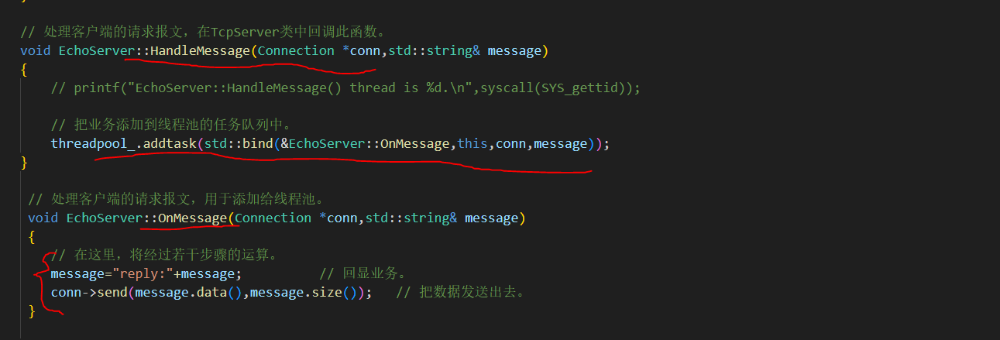 // 处理客户端的请求报文，在TcpServer类中回调此函数。
void EchoServer::HandleMessage(Connection *conn,std::string& message)
{
// printf("EchoServer::HandleMessage() thread is %d.\n",syscall(SYS_gettid));
// 把业务添加到线程池的任务队列中。
threadpool_.addtask(std::bind(&EchoServer::OnMessage,this,conn,message));
}
// 处理客户端的请求报文，用于添加给线程池。
void EchoServer::OnMessage(Connection *conn,std::string& message)
{
// 在这里，将经过若干步骤的运算。
message="reply:"+message; // 回显业务。
conn->send(message.data(),message.size()); // 把数据发送出去。
}